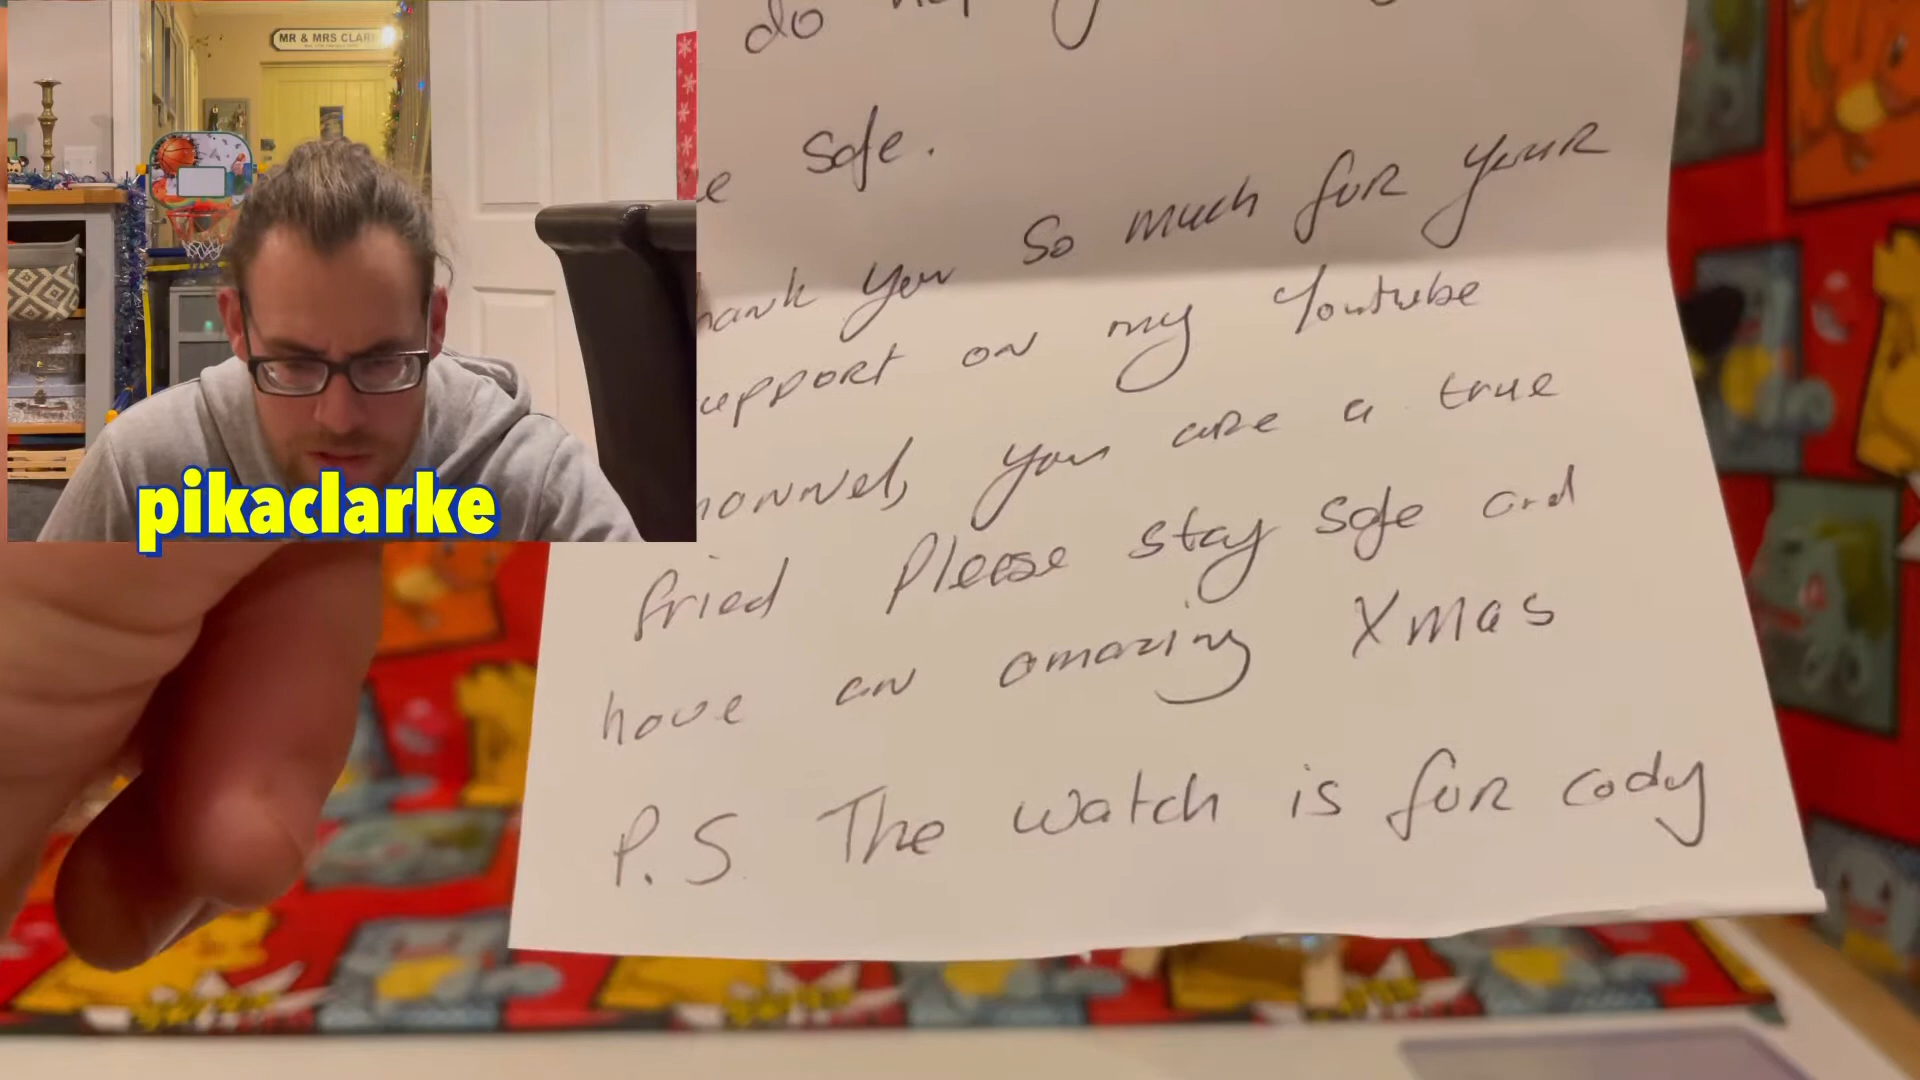 MR & MRS CLAR
pikaclarke
do
safe.
hank you so much for your
upport on my Youtube
hannel, you are a true
fried Please stay safe and
have an amazing Xmas
P.S. The watch is for cody